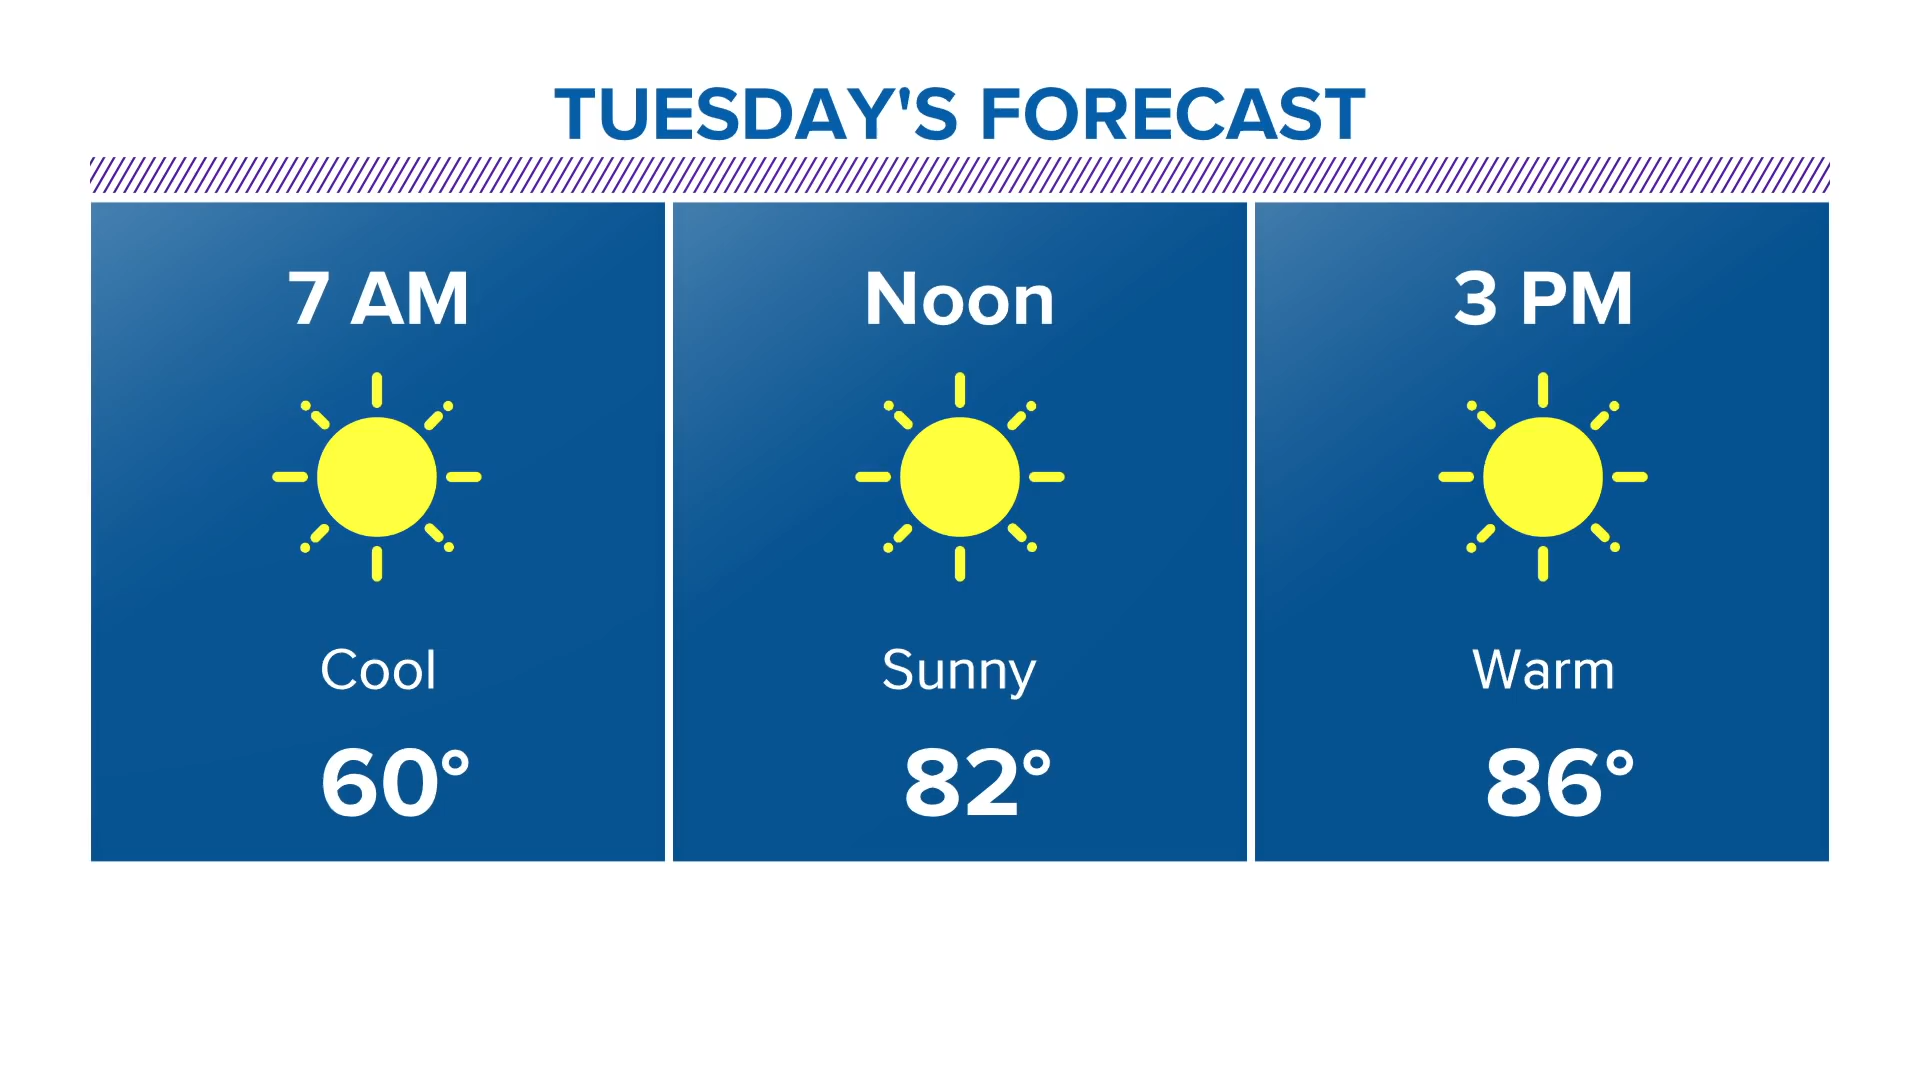 TUESDAY'S FORECAST
7 AM
Cool
60°
Noon
Sunny
82°
3 PM
Warm
86°